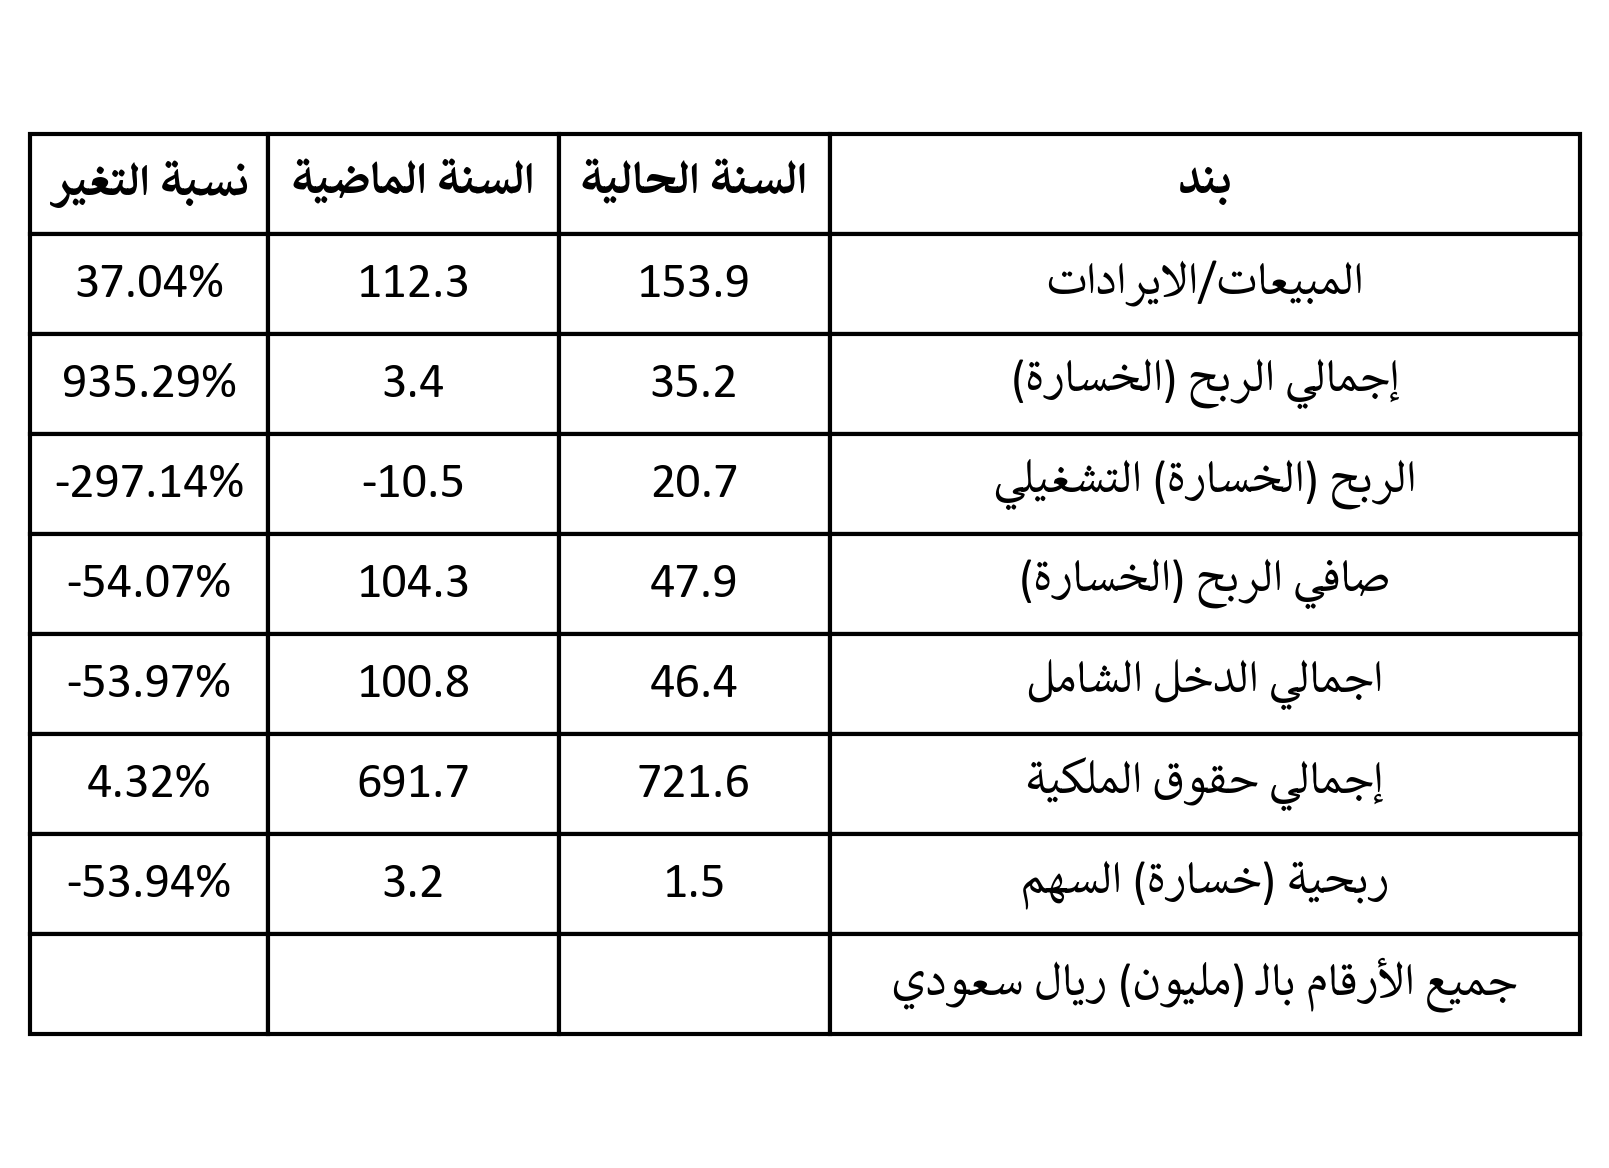 بند السنة الحالية السنة الماضية نسبة التغير
المبيعات/الايرادات 153.9 112.3 37.04%
إجمالي الربح (الخسارة) 35.2 3.4 935.29%
الربح (الخسارة) التشغيلي 20.7 -10.5 -297.14%
صافي الربح (الخسارة) 47.9 104.3 -54.07%
اجمالي الدخل الشامل 46.4 100.8 -53.97%
إجمالي حقوق الملكية 721.6 691.7 4.32%
ربحية (خسارة) السهم 1.5 3.2 -53.94%
جميع الأرقام بالـ (مليون) ريال سعودي